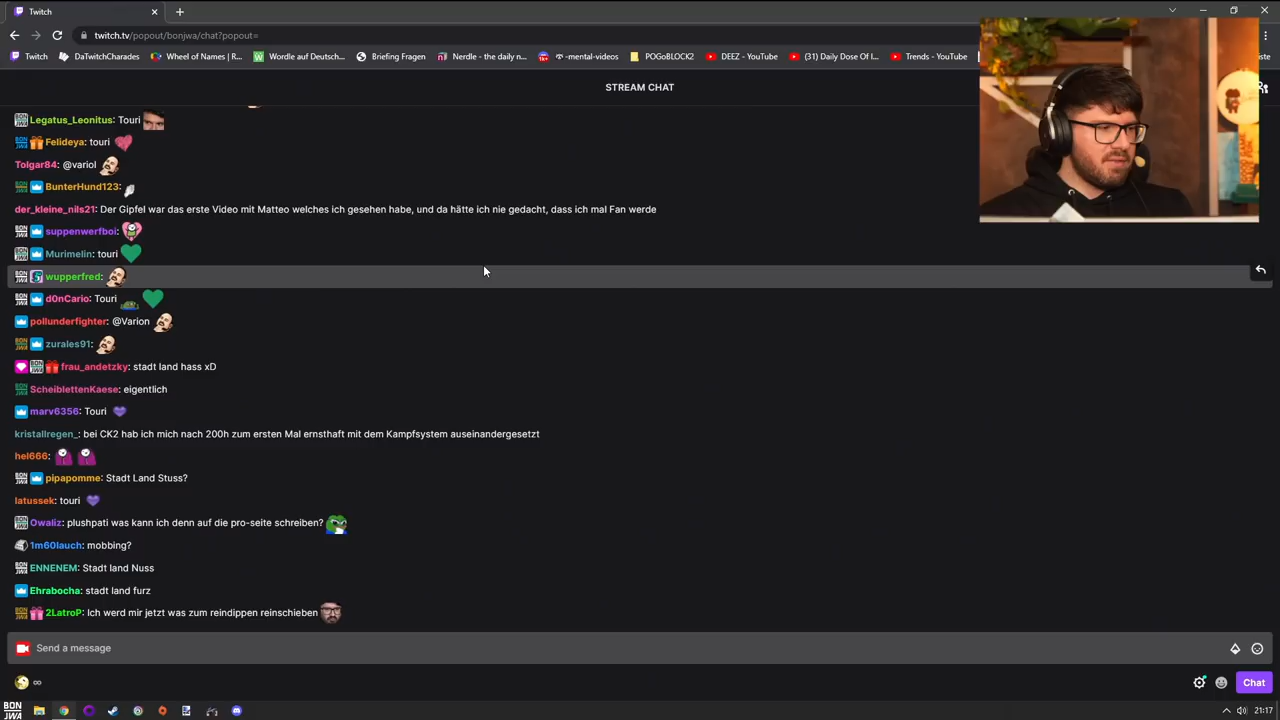 Twitch
twitch.tv/popout/bonjwa/chat?popout=
Twitch
DaTwitchCharades
Wheel of Names | R...
Wordle auf Deutsch...
Briefing Fragen
Nerdle - the daily n...
-mental-videos
POGoBLOCK2
DEEZ - YouTube
(31) Daily Dose Of I...
Trends - YouTube
STREAM CHAT
Legatus_Leonitus: Touri
Felideya: touri
Tolgar84: @variol
BunterHund123:
der_kleine_nils21: Der Gipfel war das erste Video mit Matteo welches ich gesehen habe, und da hätte ich nie gedacht, dass ich mal Fan werde
suppenwerfboi:
Murimelin: touri
wupperfred:
d0nCario: Touri
pollunderfighter: @Varion
zurales91:
frau_andetzky: stadt land hass xD
ScheiblettenKaese: eigentlich
marv6356: Touri
kristallregen_: bei CK2 hab ich mich nach 200h zum ersten Mal ernsthaft mit dem Kampfsystem auseinandergesetzt
hel666:
pipapomme: Stadt Land Stuss?
latussek: touri
Owaliz: plushpati was kann ich denn auf die pro-seite schreiben?
1m60lauch: mobbing?
ENNENEM: Stadt land Nuss
Ehrabocha: stadt land furz
2LatroP: Ich werd mir jetzt was zum reindippen reinschieben
Send a message
∞
Chat
BON
JWA
21:17